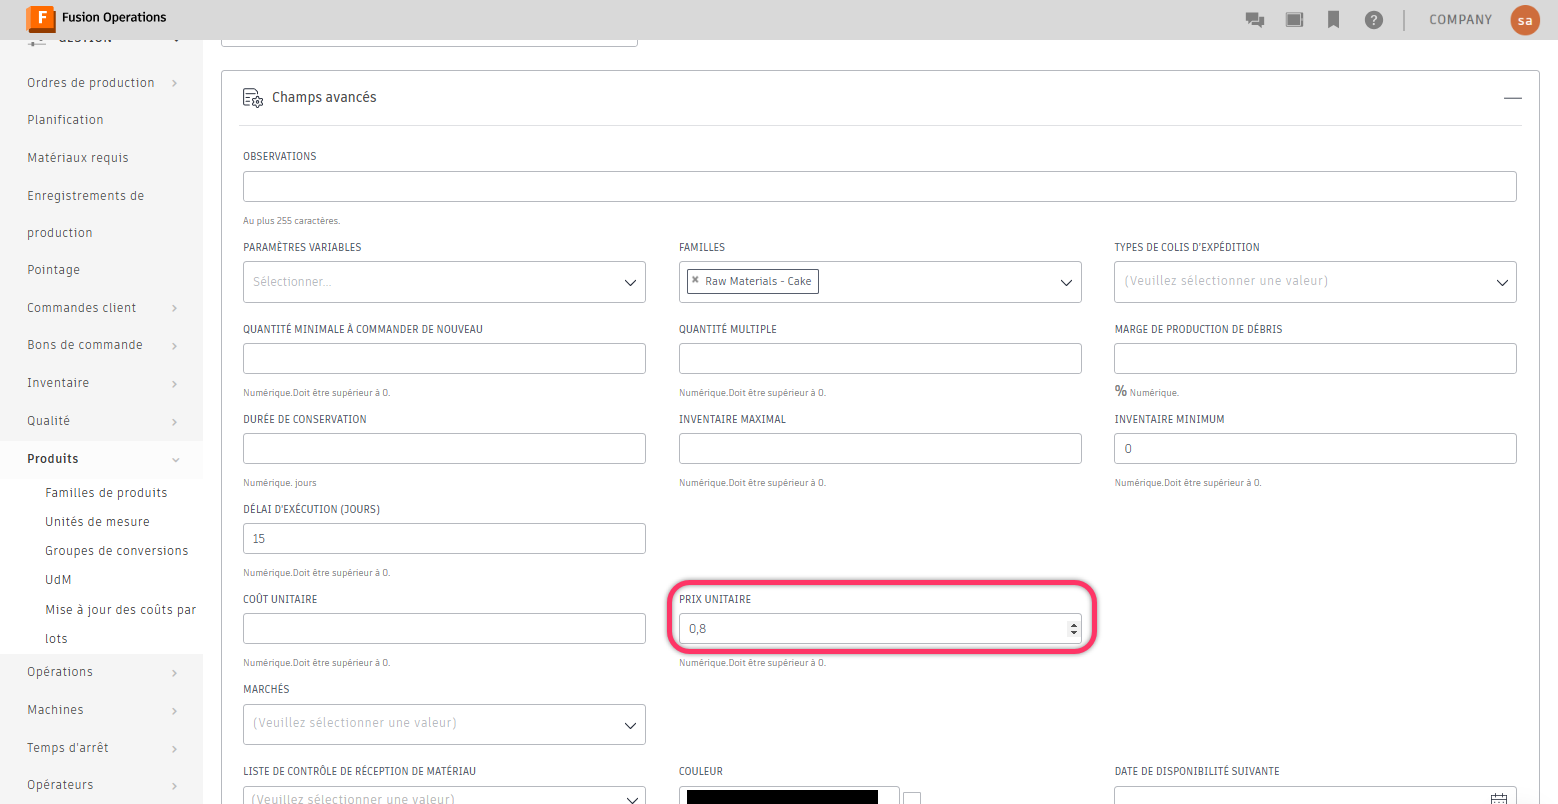 F Fusion Operations
COMPANY
sa
GESTION
Ordres de production
Planification
Matériaux requis
Enregistrements de
production
Pointage
Commandes client
Bons de commande
Inventaire
Qualité
Produits
Familles de produits
Unités de mesure
Groupes de conversions
UdM
Mise à jour des coûts par
lots
Opérations
Machines
Temps d'arrêt
Opérateurs
Champs avancés
OBSERVATIONS
Au plus 255 caractères.
PARAMÈTRES VARIABLES
Sélectionner...
FAMILLES
× Raw Materials - Cake
TYPES DE COLIS D'EXPÉDITION
(Veuillez sélectionner une valeur)
QUANTITÉ MINIMALE À COMMANDER DE NOUVEAU
Numérique.Doit être supérieur à 0.
QUANTITÉ MULTIPLE
Numérique.Doit être supérieur à 0.
MARGE DE PRODUCTION DE DÉBRIS
% Numérique.
DURÉE DE CONSERVATION
Numérique. jours
INVENTAIRE MAXIMAL
Numérique.Doit être supérieur à 0.
INVENTAIRE MINIMUM
0
Numérique.Doit être supérieur à 0.
DÉLAI D'EXÉCUTION (JOURS)
15
Numérique.Doit être supérieur à 0.
COÛT UNITAIRE
Numérique.Doit être supérieur à 0.
PRIX UNITAIRE
0,8
Numérique.Doit être supérieur à 0.
MARCHÉS
(Veuillez sélectionner une valeur)
LISTE DE CONTRÔLE DE RÉCEPTION DE MATÉRIAU
(Veuillez sélectionner une valeur)
COULEUR
DATE DE DISPONIBILITÉ SUIVANTE